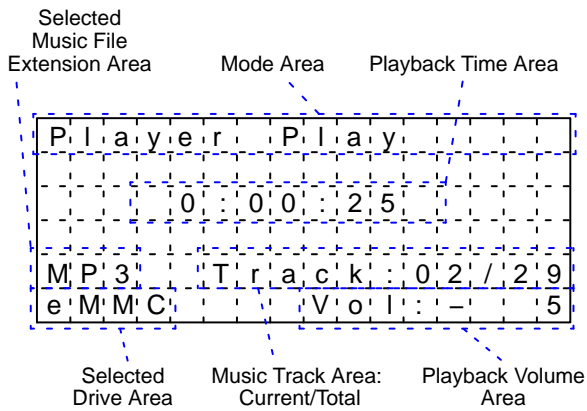 Selected
Music File
Extension Area
Mode Area
Playback Time Area
Player Play
0:00:25
MP3 Track:02/29
eMMC Vol:– 5
Selected
Drive Area
Music Track Area:
Current/Total
Playback Volume
Area